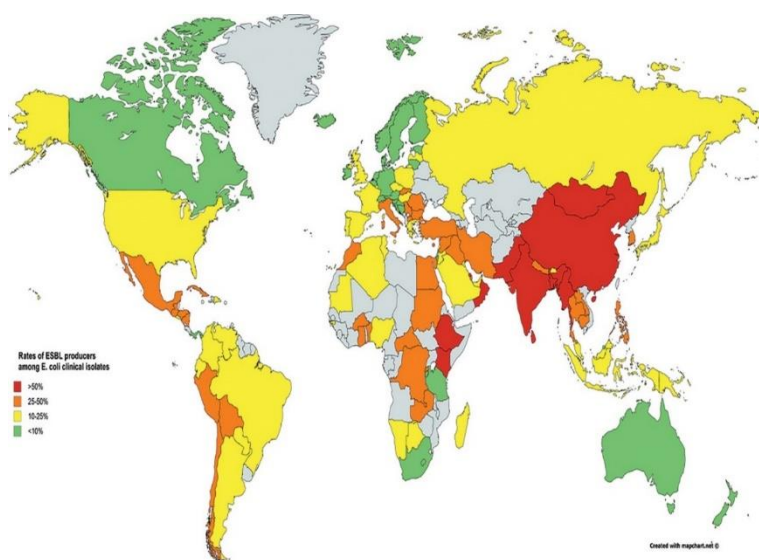 Rates of ESBL producers
among E. coli clinical isolates
>50%
25-50%
10-25%
<10%
Created with mapchart.net ©